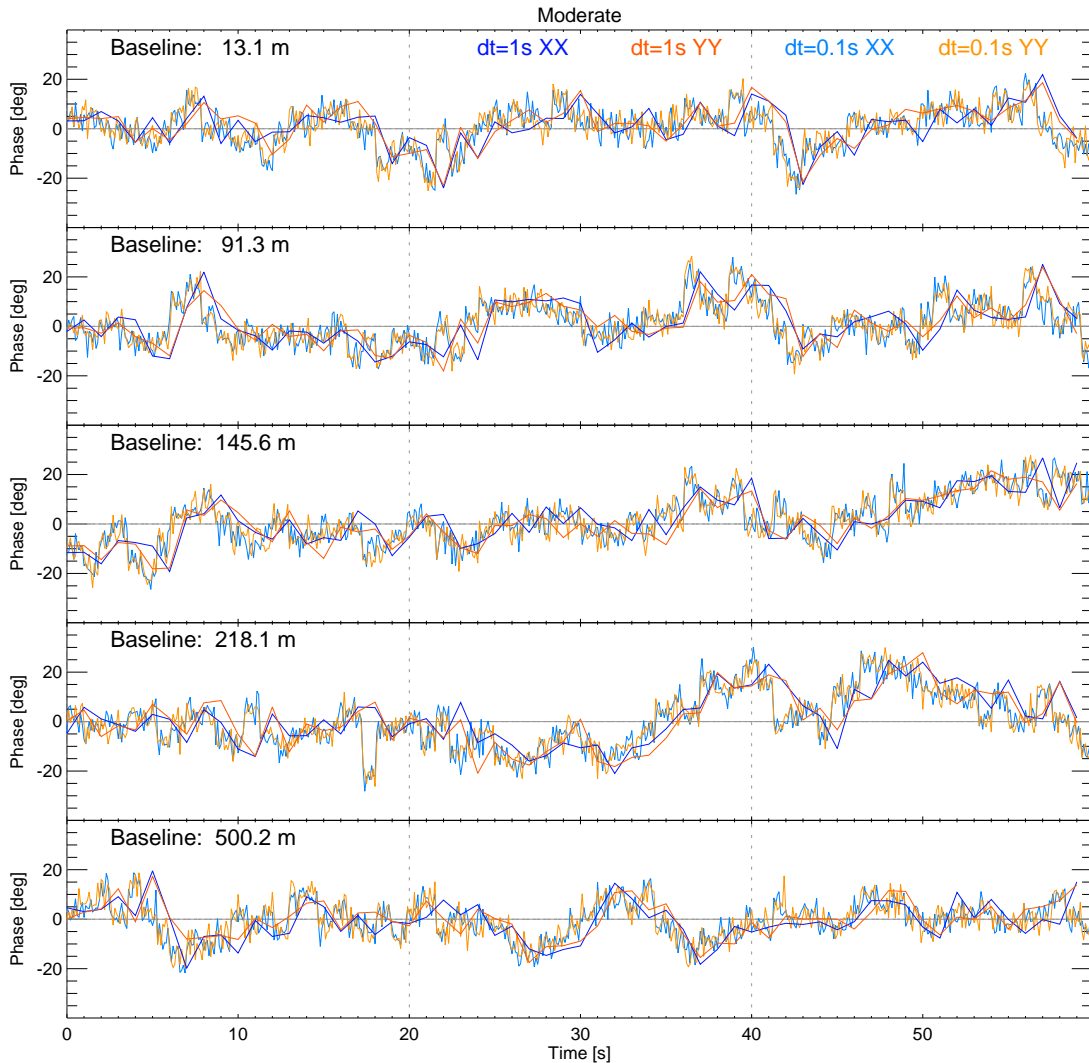 Moderate
Baseline: 13.1 m dt=1s XX dt=1s YY dt=0.1s XX dt=0.1s YY
20
0
-20
Phase [deg]
Baseline: 91.3 m
20
0
-20
Phase [deg]
Baseline: 145.6 m
20
0
-20
Phase [deg]
Baseline: 218.1 m
20
0
-20
Phase [deg]
Baseline: 500.2 m
20
0
-20
Phase [deg]
0 10 20 30 40 50
Time [s]